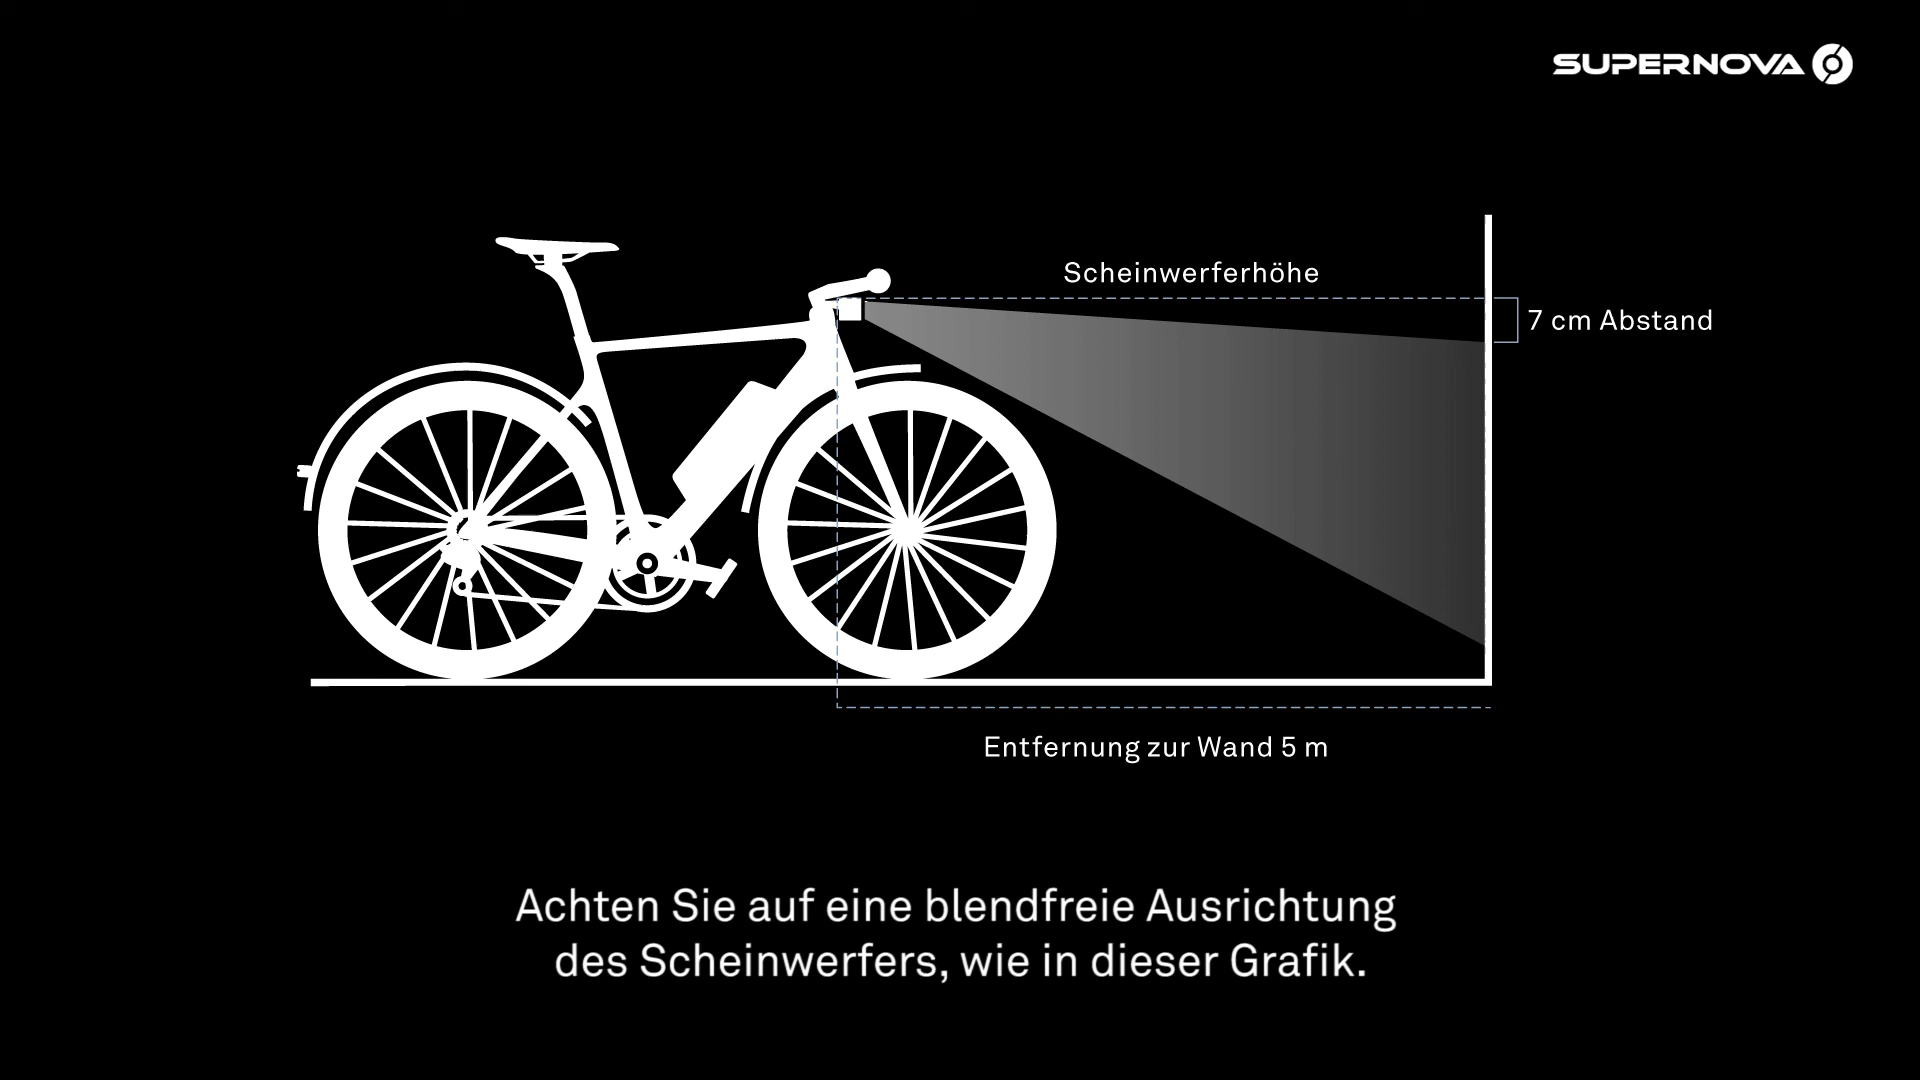 SUPERNOVA
Scheinwerferhöhe
7 cm Abstand
Entfernung zur Wand 5 m
Achten Sie auf eine blendfreie Ausrichtung
des Scheinwerfers, wie in dieser Grafik.